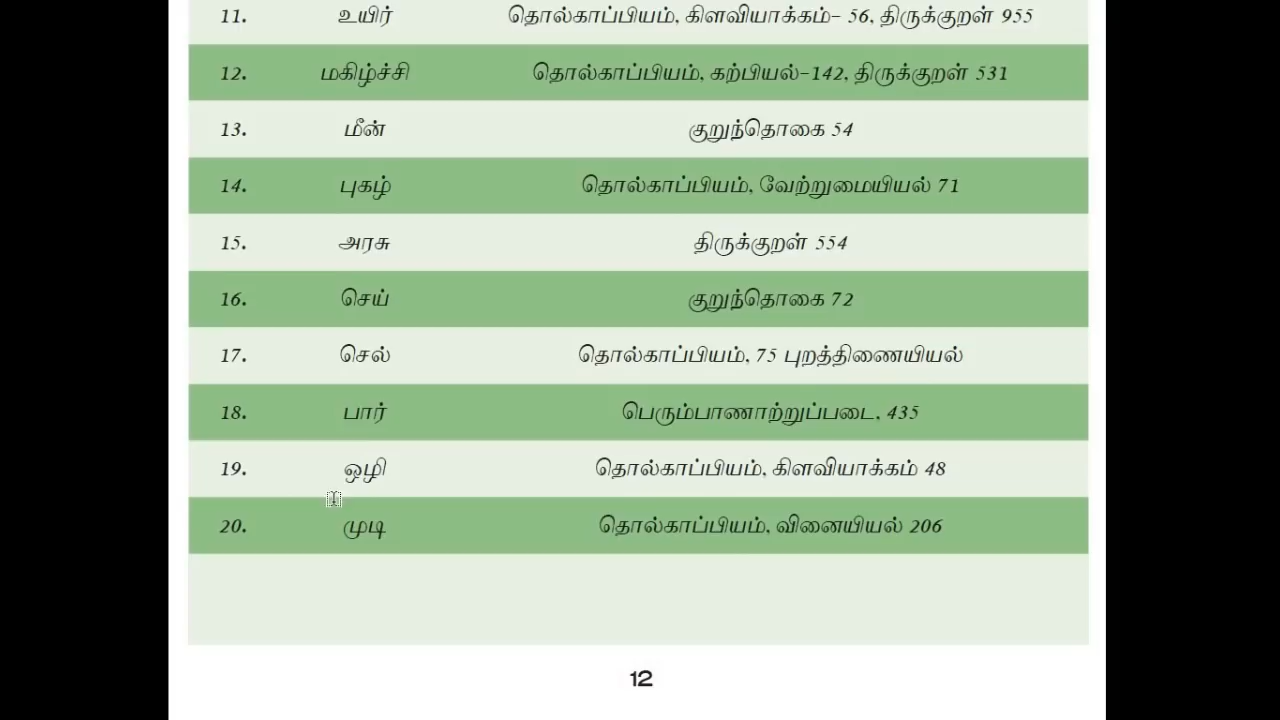 11. உயிர் தொல்காப்பியம், கிளவியாக்கம்- 56, திருக்குறள் 955
12. மகிழ்ச்சி தொல்காப்பியம், கற்பியல்-142, திருக்குறள் 531
13. மீன் குறுந்தொகை 54
14. புகழ் தொல்காப்பியம், வேற்றுமையியல் 71
15. அரசு திருக்குறள் 554
16. செய் குறுந்தொகை 72
17. செல் தொல்காப்பியம், 75 புறத்திணையியல்
18. பார் பெரும்பாணாற்றுப்படை, 435
19. ஒழி தொல்காப்பியம், கிளவியாக்கம் 48
20. முடி தொல்காப்பியம், வினையியல் 206
12